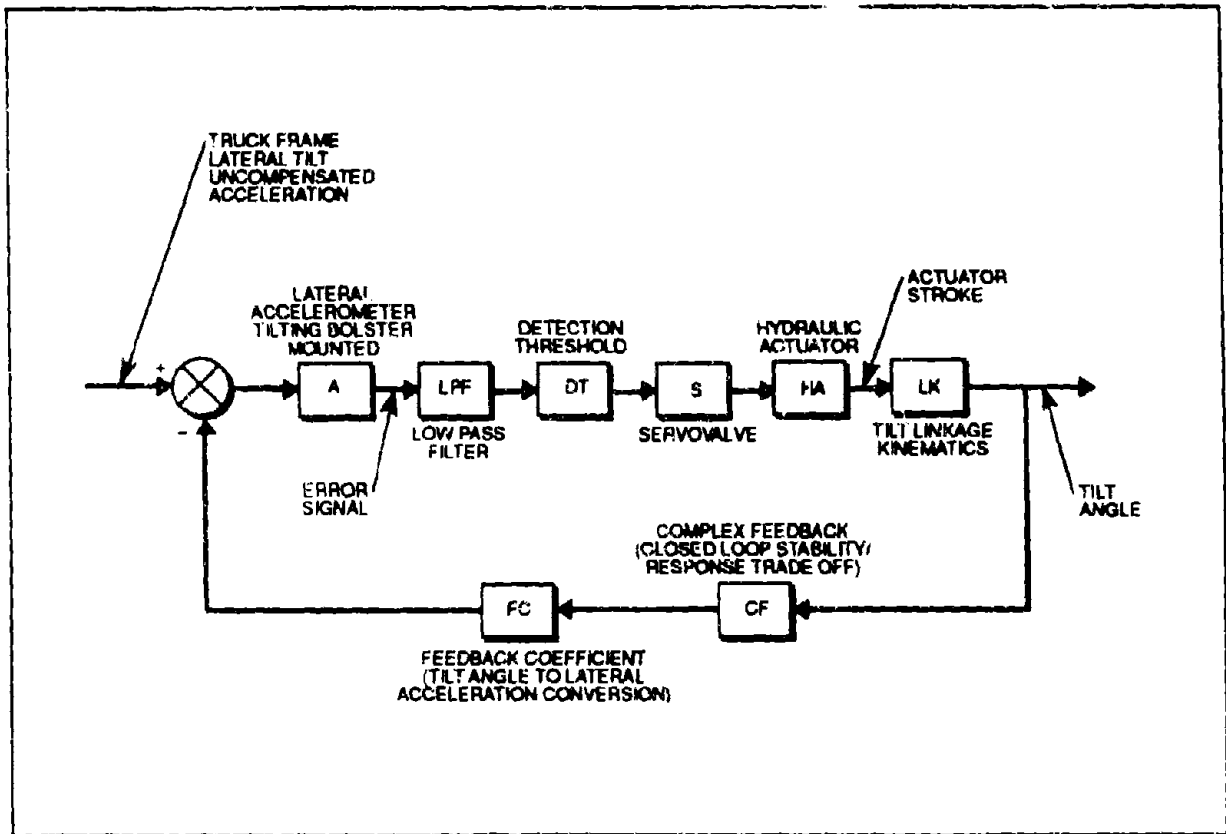 TRUCK FRAME
LATERAL TILT
UNCOMPENSATED
ACCELERATION
LATERAL
ACCELEROMETER
TILTING BOLSTER
MOUNTED
DETECTION
THRESHOLD
HYDRAULIC
ACTUATOR
ACTUATOR
STROKE
+
-
A
LPF
DT
S
HA
LK
LOW PASS
FILTER
SERVOVALVE
TILT LINKAGE
KINEMATICS
ERROR
SIGNAL
TILT
ANGLE
COMPLEX FEEDBACK
(CLOSED LOOP STABILITY/
RESPONSE TRADE OFF)
FC
CF
FEEDBACK COEFFICIENT
(TILT ANGLE TO LATERAL
ACCELERATION CONVERSION)